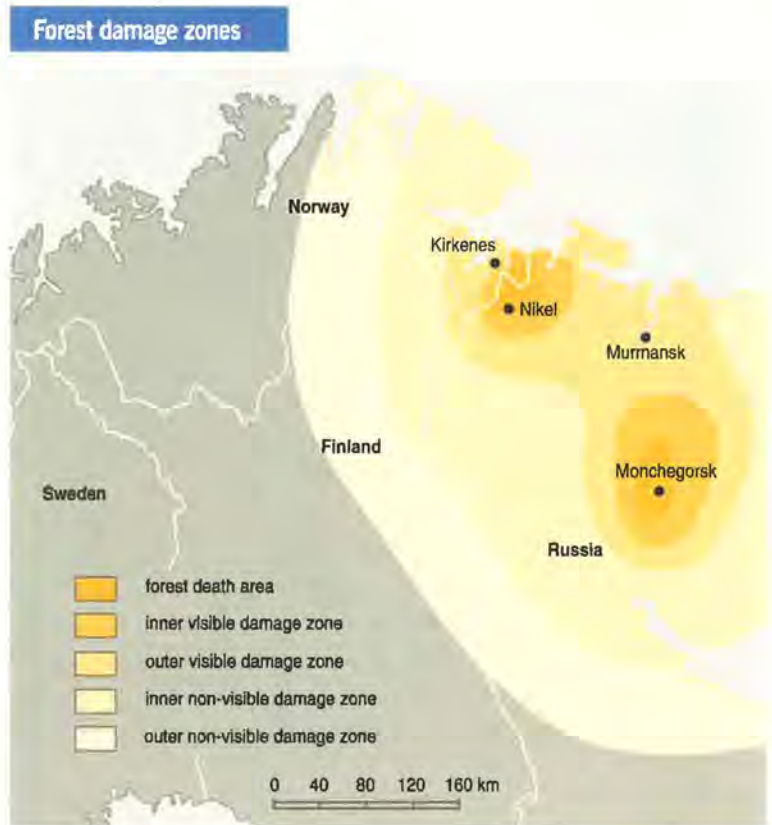 Forest damage zones
Norway
Kirkenes
Nikel
Murmansk
Finland
Monchegorsk
Sweden
Russia
forest death area
inner visible damage zone
outer visible damage zone
inner non-visible damage zone
outer non-visible damage zone
0 40 80 120 160 km